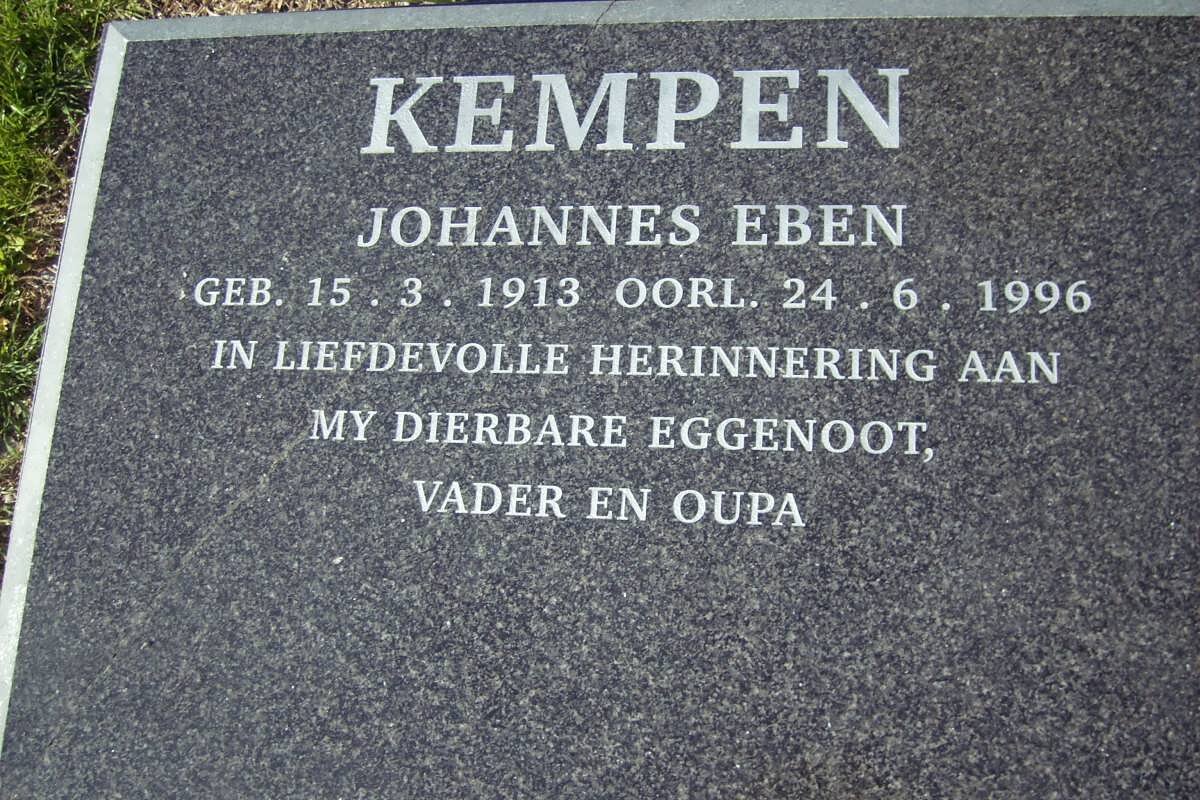 KEMPEN
JOHANNES EBEN
GEB. 15 . 3 . 1913 OORL. 24 . 6 . 1996
IN LIEFDEVOLLE HERINNERING AAN
MY DIERBARE EGGENOOT,
VADER EN OUPA